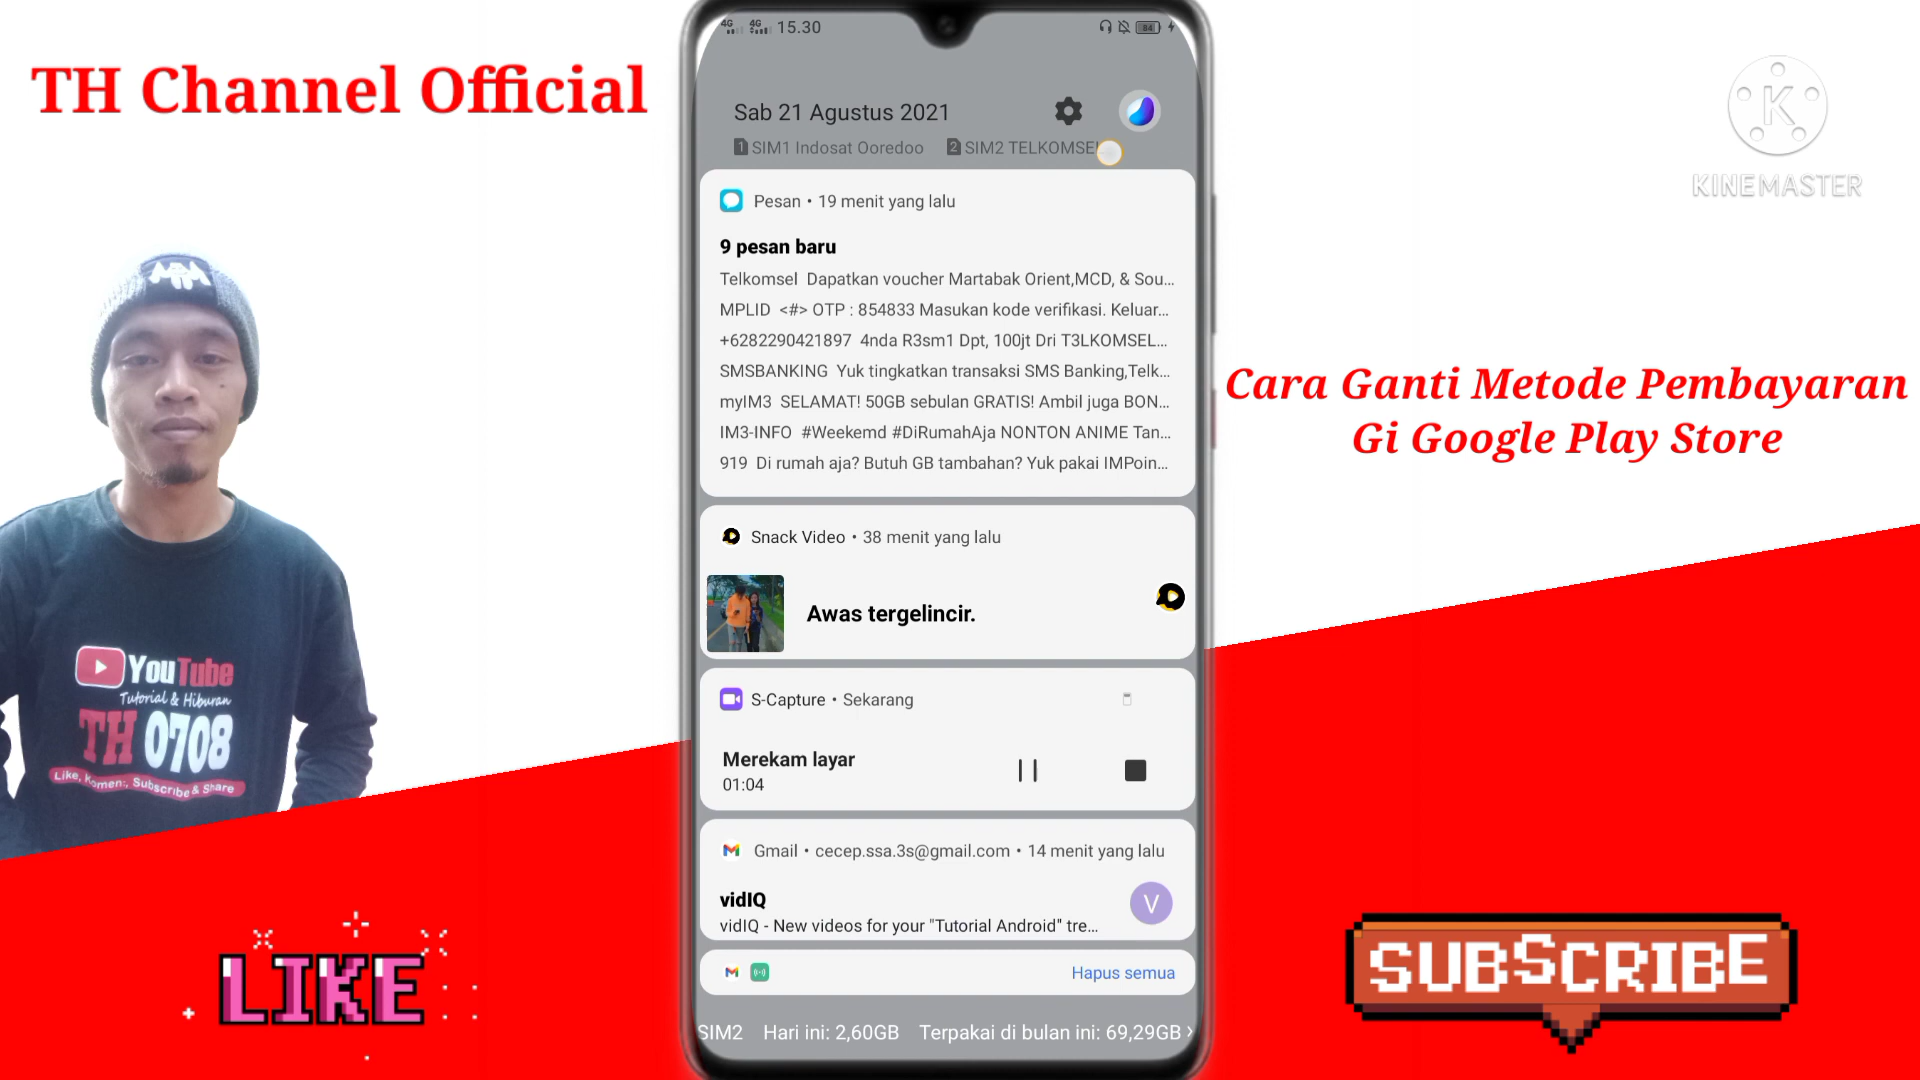 TH Channel Official
4G 4G 15.30
84
Sab 21 Agustus 2021
1 SIM1 Indosat Ooredoo 2 SIM2 TELKOMSEL
Pesan • 19 menit yang lalu
9 pesan baru
Telkomsel Dapatkan voucher Martabak Orient,MCD, & Sou...
MPLID <#> OTP : 854833 Masukan kode verifikasi. Keluar...
+6282290421897 4nda R3sm1 Dpt, 100jt Dri T3LKOMSEL...
SMSBANKING Yuk tingkatkan transaksi SMS Banking,Telk...
myIM3 SELAMAT! 50GB sebulan GRATIS! Ambil juga BON...
IM3-INFO #Weekemd #DiRumahAja NONTON ANIME Tan...
919 Di rumah aja? Butuh GB tambahan? Yuk pakai IMPoin...
Snack Video • 38 menit yang lalu
Awas tergelincir.
S-Capture • Sekarang
Merekam layar
01:04
Gmail • cecep.ssa.3s@gmail.com • 14 menit yang lalu
vidIQ
V
vidIQ - New videos for your "Tutorial Android" tre...
Hapus semua
SIM2 Hari ini: 2,60GB Terpakai di bulan ini: 69,29GB
K
KINEMASTER
Cara Ganti Metode Pembayaran
Gi Google Play Store
YouTube
Tutorial & Hiburan
TH 0708
Like, Komen:, Subscribe & Share
LIKE
SUBSCRIBE